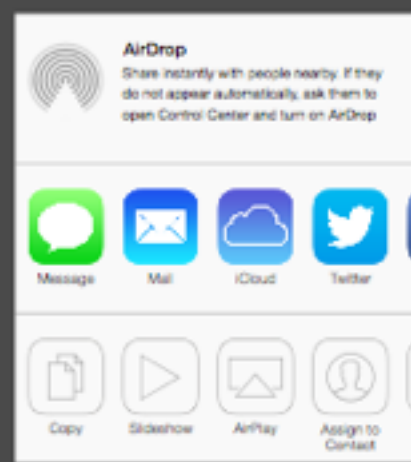 AirDrop
Share instantly with people nearby. If they
do not appear automatically, ask them to
open Control Center and turn on AirDrop
Message Mail iCloud Twitter
Copy Slideshow AirPlay Assign to
Contact